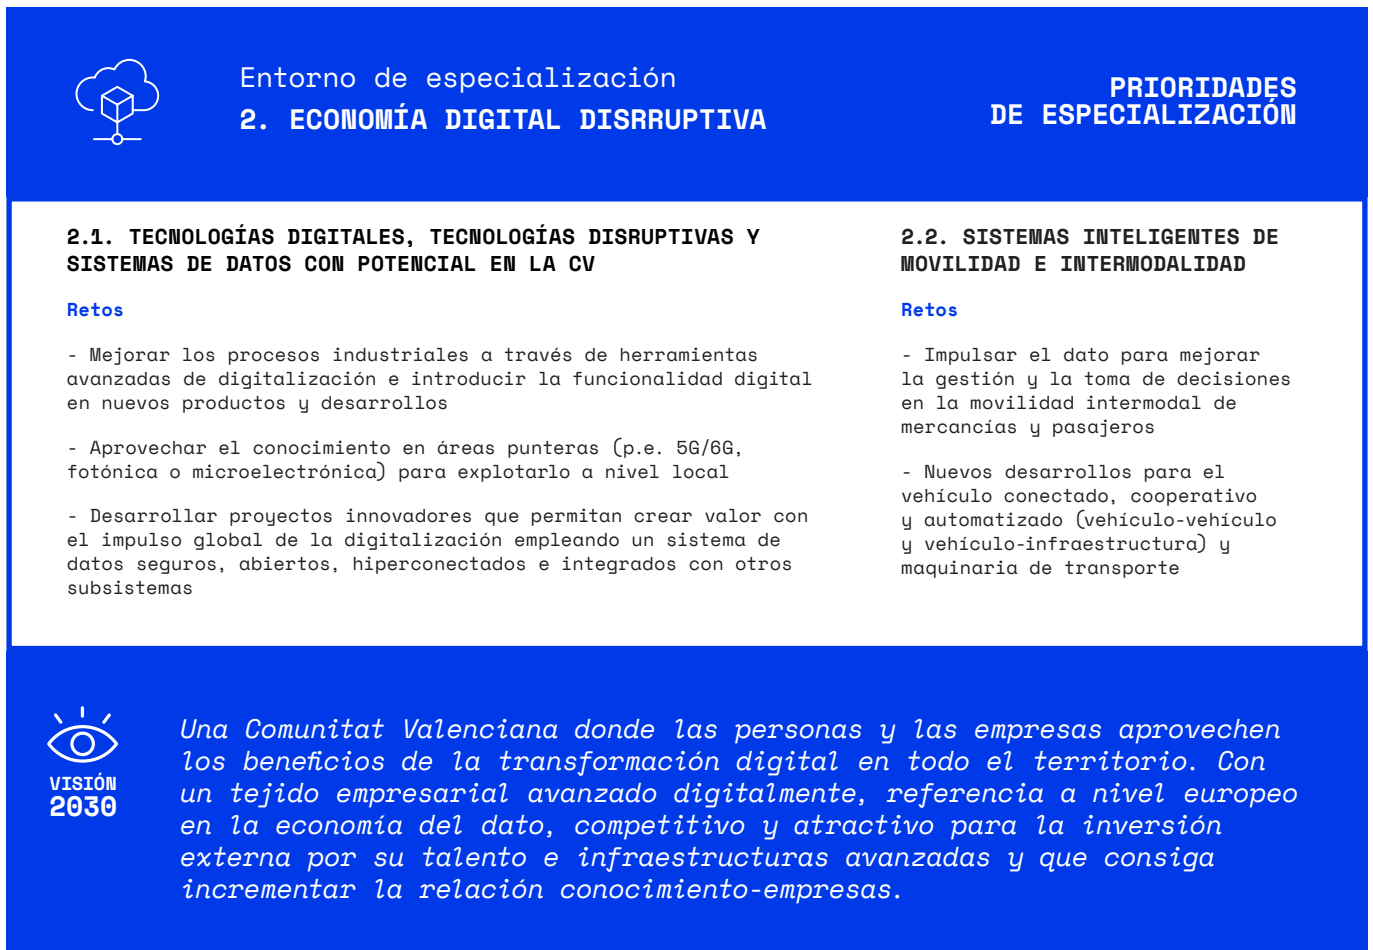 Entorno de especialización
2. ECONOMÍA DIGITAL DISRRUPTIVA
PRIORIDADES
DE ESPECIALIZACIÓN
2.1. TECNOLOGÍAS DIGITALES, TECNOLOGÍAS DISRUPTIVAS Y
SISTEMAS DE DATOS CON POTENCIAL EN LA CV
Retos
- Mejorar los procesos industriales a través de herramientas
avanzadas de digitalización e introducir la funcionalidad digital
en nuevos productos y desarrollos
- Aprovechar el conocimiento en áreas punteras (p.e. 5G/6G,
fotónica o microelectrónica) para explotarlo a nivel local
- Desarrollar proyectos innovadores que permitan crear valor con
el impulso global de la digitalización empleando un sistema de
datos seguros, abiertos, hiperconectados e integrados con otros
subsistemas
2.2. SISTEMAS INTELIGENTES DE
MOVILIDAD E INTERMODALIDAD
Retos
- Impulsar el dato para mejorar
la gestión y la toma de decisiones
en la movilidad intermodal de
mercancías y pasajeros
- Nuevos desarrollos para el
vehículo conectado, cooperativo
y automatizado (vehículo-vehículo
y vehículo-infraestructura) y
maquinaria de transporte
VISIÓN
2030
Una Comunitat Valenciana donde las personas y las empresas aprovechen
los beneficios de la transformación digital en todo el territorio. Con
un tejido empresarial avanzado digitalmente, referencia a nivel europeo
en la economía del dato, competitivo y atractivo para la inversión
externa por su talento e infraestructuras avanzadas y que consiga
incrementar la relación conocimiento-empresas.